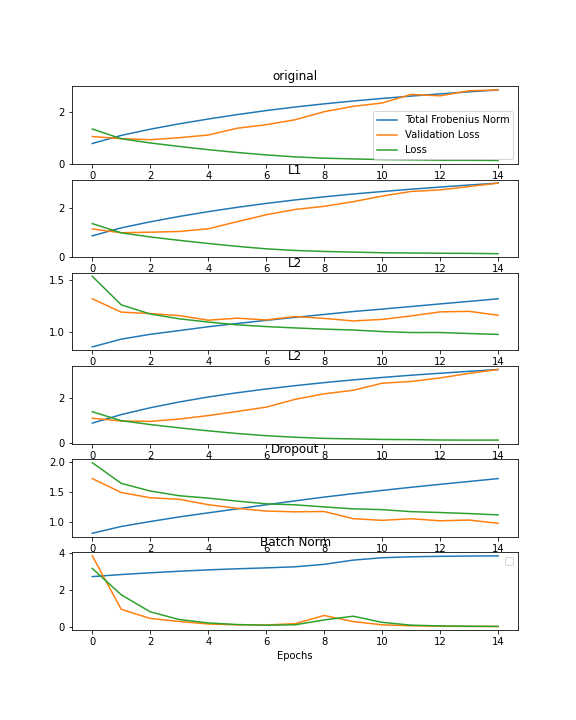 original
2
0
Total Frobenius Norm
Validation Loss
Loss
0 2 4 6 8 10 12 14
L1
2
0
0 2 4 6 8 10 12 14
L2
1.5
1.0
0 2 4 6 8 10 12 14
L2
2
0
0 2 4 6 8 10 12 14
Dropout
2.0
1.5
1.0
0 2 4 6 8 10 12 14
Batch Norm
4
2
0
0 2 4 6 8 10 12 14
Epochs